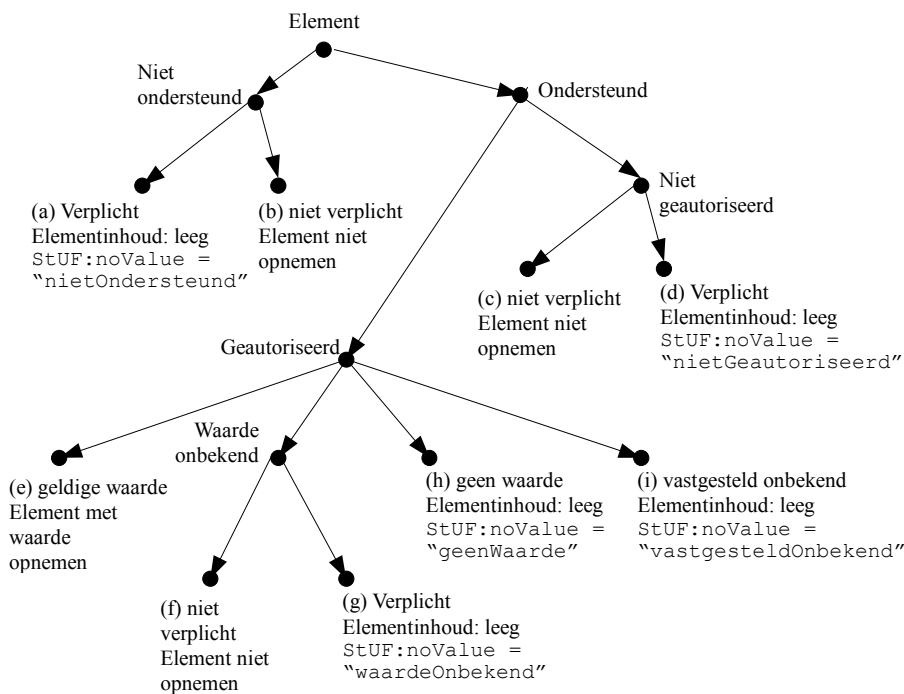 Element
Niet
ondersteund
Ondersteund
(a) Verplicht
Elementinhoud: leeg
StUF:noValue =
“nietOndersteund”
(b) niet verplicht
Element niet
opnemen
Niet
geautoriseerd
(c) niet verplicht
Element niet
opnemen
(d) Verplicht
Elementinhoud: leeg
StUF:noValue =
“nietGeautoriseerd”
Geautoriseerd
Waarde
onbekend
(e) geldige waarde
Element met
waarde
opnemen
(h) geen waarde
Elementinhoud: leeg
StUF:noValue =
“geenWaarde”
(i) vastgesteld onbekend
Elementinhoud: leeg
StUF:noValue =
“vastgesteldOnbekend”
(f) niet
verplicht
Element niet
opnemen
(g) Verplicht
Elementinhoud: leeg
StUF:noValue =
“waardeOnbekend”